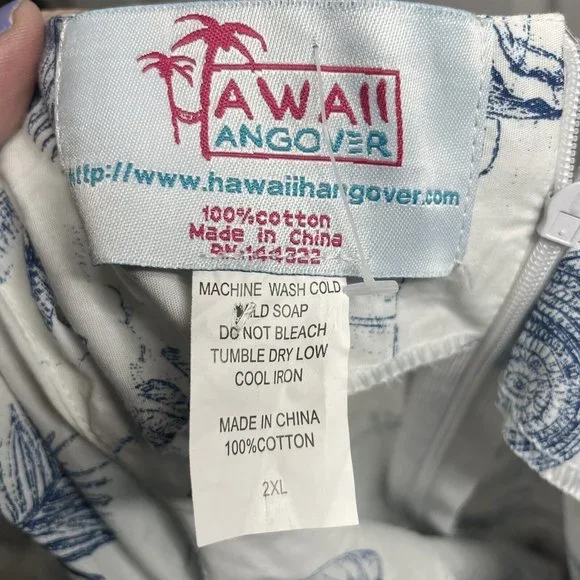 HAWAII
HANGOVER
http://www.hawaiihangover.com
100%cotton
Made in China
RN:144322
MACHINE WASH COLD
MILD SOAP
DO NOT BLEACH
TUMBLE DRY LOW
COOL IRON
MADE IN CHINA
100%COTTON
2XL